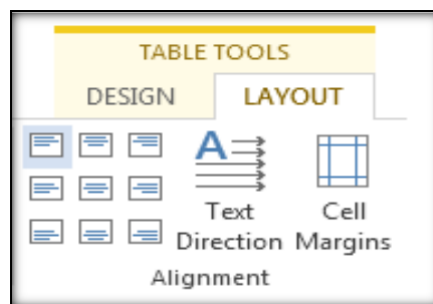 TABLE TOOLS
DESIGN LAYOUT
Text Direction
Cell Margins
Alignment